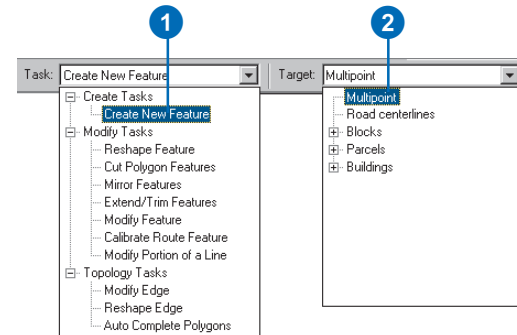 1 2
Task: Create New Feature Target: Multipoint
Create Tasks
Create New Feature
Modify Tasks
Reshape Feature
Cut Polygon Features
Mirror Features
Extend/Trim Features
Modify Feature
Calibrate Route Feature
Modify Portion of a Line
Topology Tasks
Modify Edge
Reshape Edge
Auto Complete Polygons
Multipoint
Road centerlines
Blocks
Parcels
Buildings